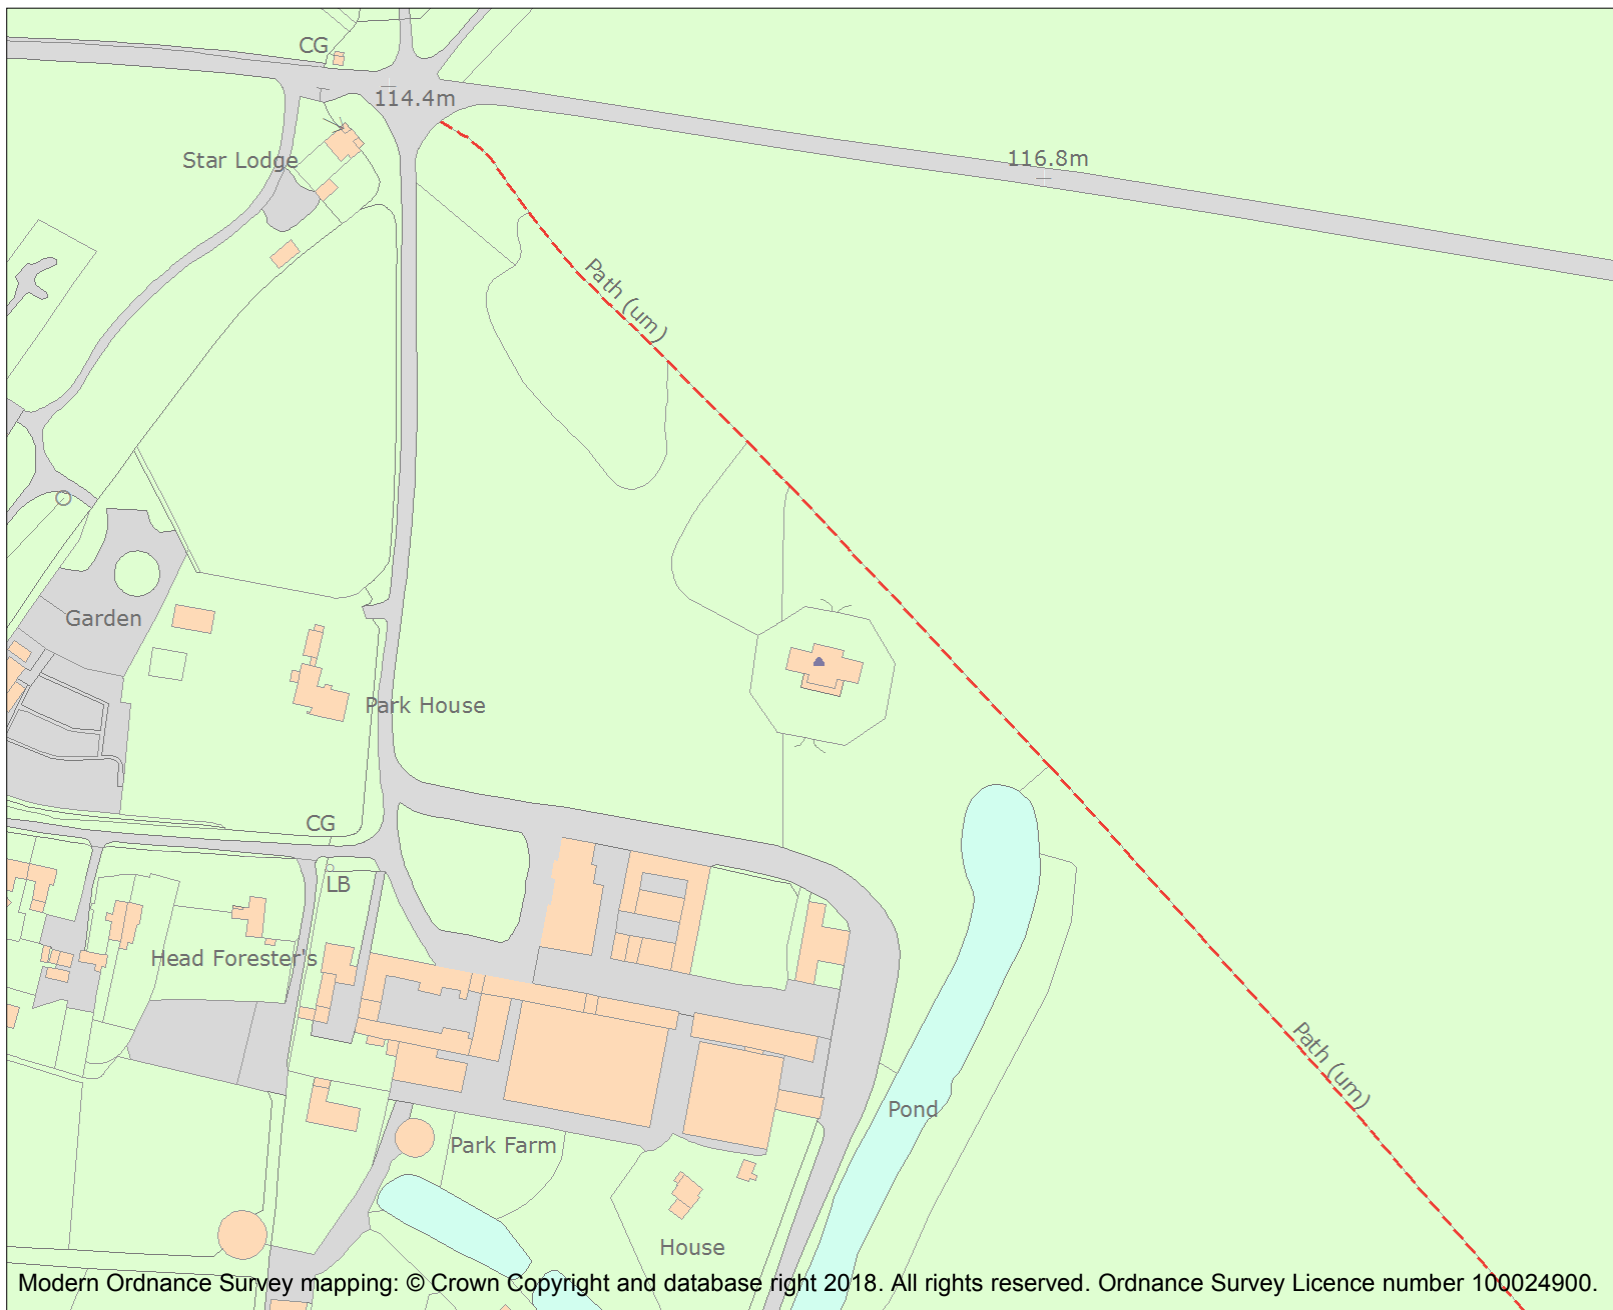 CG
114.4m
116.8m
Star Lodge
Path (um)
Garden
Park House
CG
LB
Head Forester's
Path (um)
Pond
Park Farm
House
Modern Ordnance Survey mapping: © Crown Copyright and database right 2018. All rights reserved. Ordnance Survey Licence number 100024900.